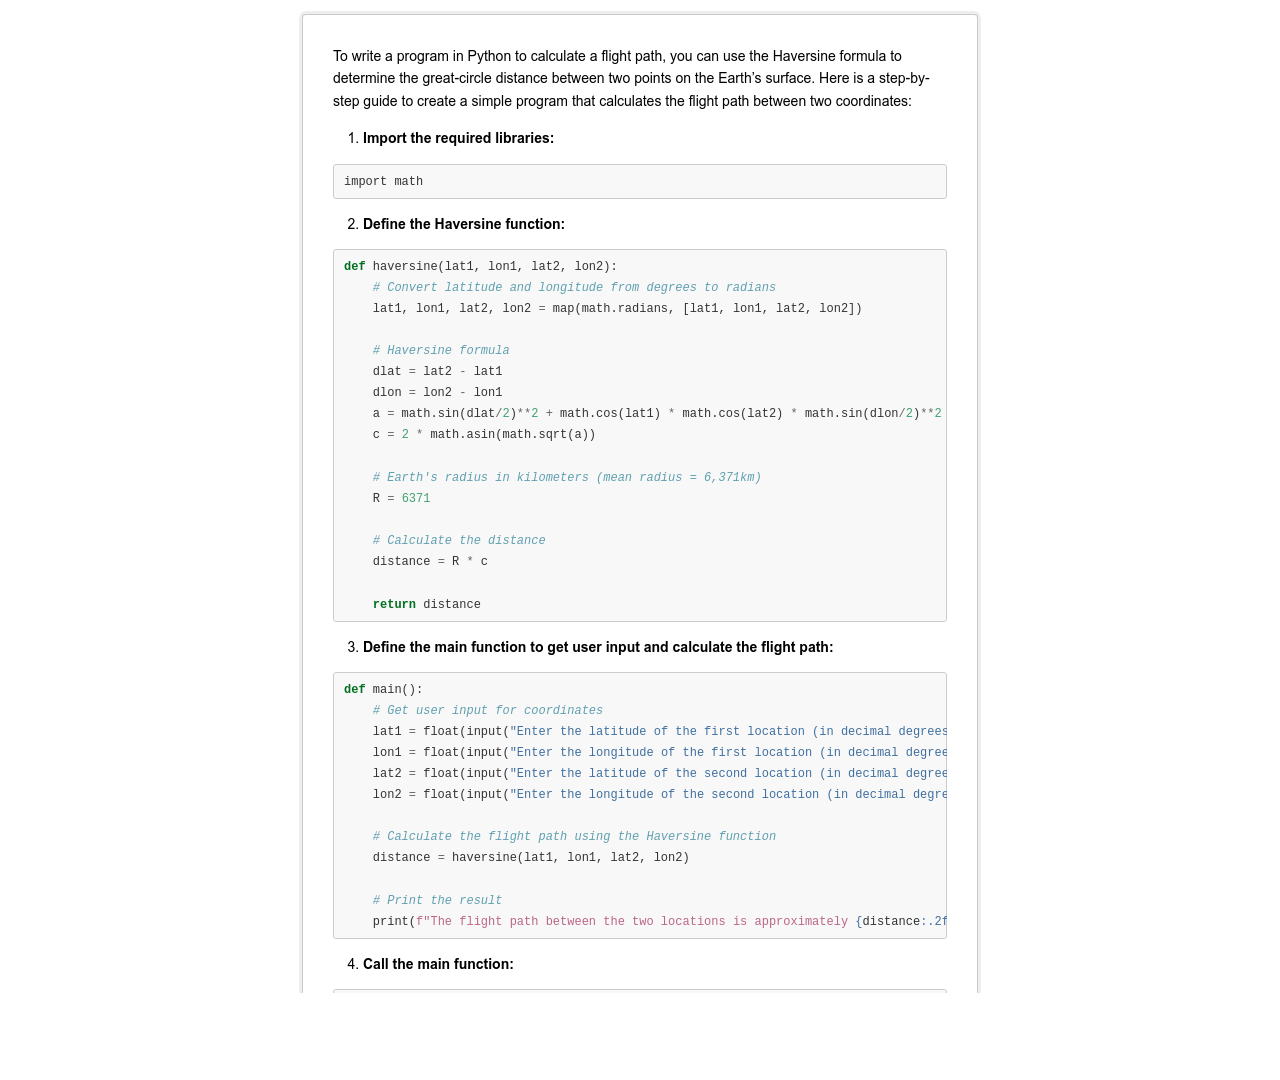 To write a program in Python to calculate a flight path, you can use the Haversine formula to
determine the great-circle distance between two points on the Earth’s surface. Here is a step-by-
step guide to create a simple program that calculates the flight path between two coordinates:
1. Import the required libraries:
import math
2. Define the Haversine function:
def haversine(lat1, lon1, lat2, lon2):
    # Convert latitude and longitude from degrees to radians
    lat1, lon1, lat2, lon2 = map(math.radians, [lat1, lon1, lat2, lon2])
    # Haversine formula
    dlat = lat2 - lat1
    dlon = lon2 - lon1
    a = math.sin(dlat/2)**2 + math.cos(lat1) * math.cos(lat2) * math.sin(dlon/2)**2
    c = 2 * math.asin(math.sqrt(a))
    # Earth's radius in kilometers (mean radius = 6,371km)
    R = 6371
    # Calculate the distance
    distance = R * c
    return distance
3. Define the main function to get user input and calculate the flight path:
def main():
    # Get user input for coordinates
    lat1 = float(input("Enter the latitude of the first location (in decimal degrees
    lon1 = float(input("Enter the longitude of the first location (in decimal degree
    lat2 = float(input("Enter the latitude of the second location (in decimal degree
    lon2 = float(input("Enter the longitude of the second location (in decimal degre
    # Calculate the flight path using the Haversine function
    distance = haversine(lat1, lon1, lat2, lon2)
    # Print the result
    print(f"The flight path between the two locations is approximately {distance:.2f
4. Call the main function: